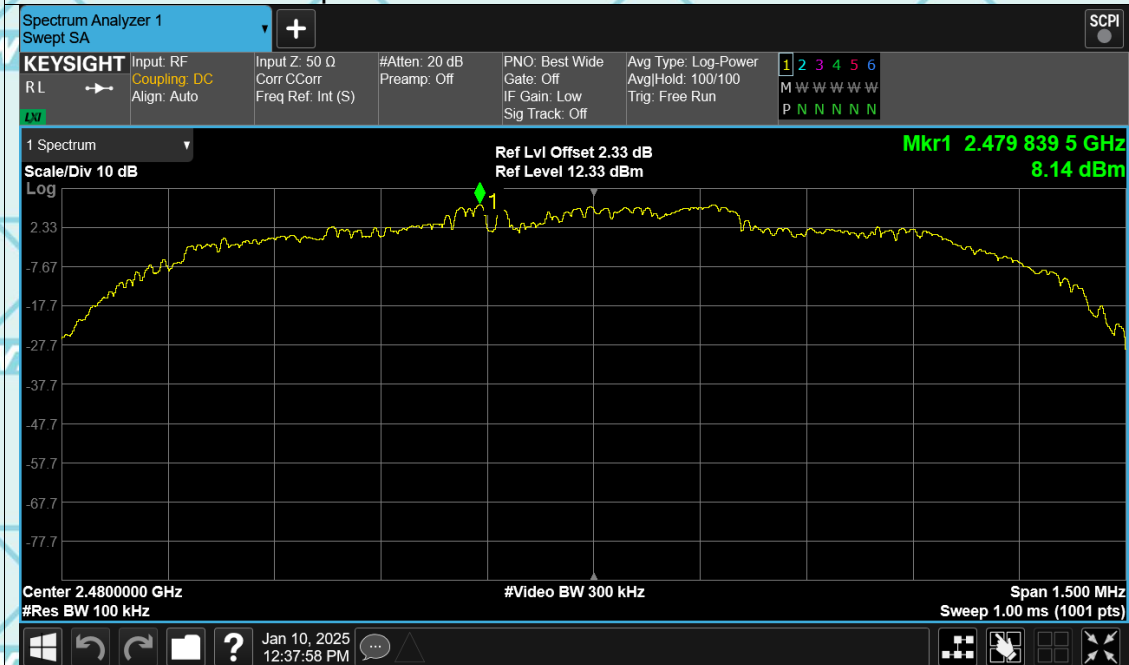 Spectrum Analyzer 1
Swept SA
+
SCPI
KEYSIGHT
R L
LXI
Input: RF
Coupling: DC
Align: Auto
Input Z: 50 Ω
Corr CCorr
Freq Ref: Int (S)
#Atten: 20 dB
Preamp: Off
PNO: Best Wide
Gate: Off
IF Gain: Low
Sig Track: Off
Avg Type: Log-Power
Avg|Hold: 100/100
Trig: Free Run
1 2 3 4 5 6
M W W W W W
P N N N N N
1 Spectrum
Scale/Div 10 dB
Log
Ref Lvl Offset 2.33 dB
Ref Level 12.33 dBm
Mkr1 2.479 839 5 GHz
8.14 dBm
1
2.33
-7.67
-17.7
-27.7
-37.7
-47.7
-57.7
-67.7
-77.7
Center 2.4800000 GHz
#Res BW 100 kHz
#Video BW 300 kHz
Span 1.500 MHz
Sweep 1.00 ms (1001 pts)
?
Jan 10, 2025
12:37:58 PM